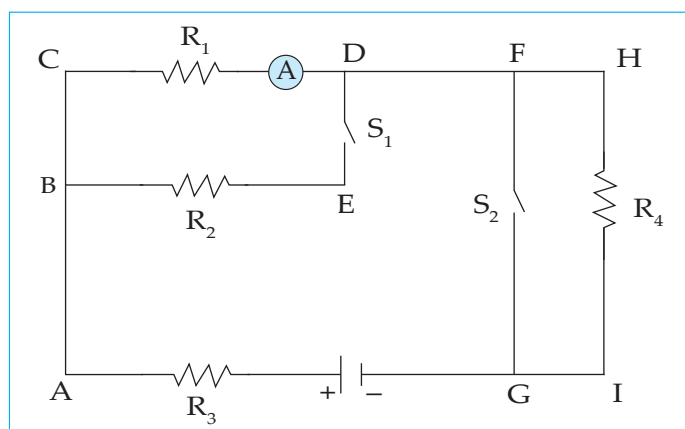 C R₁ A D F H
S₁
B R₂ E S₂ R₄
A R₃ + − G I